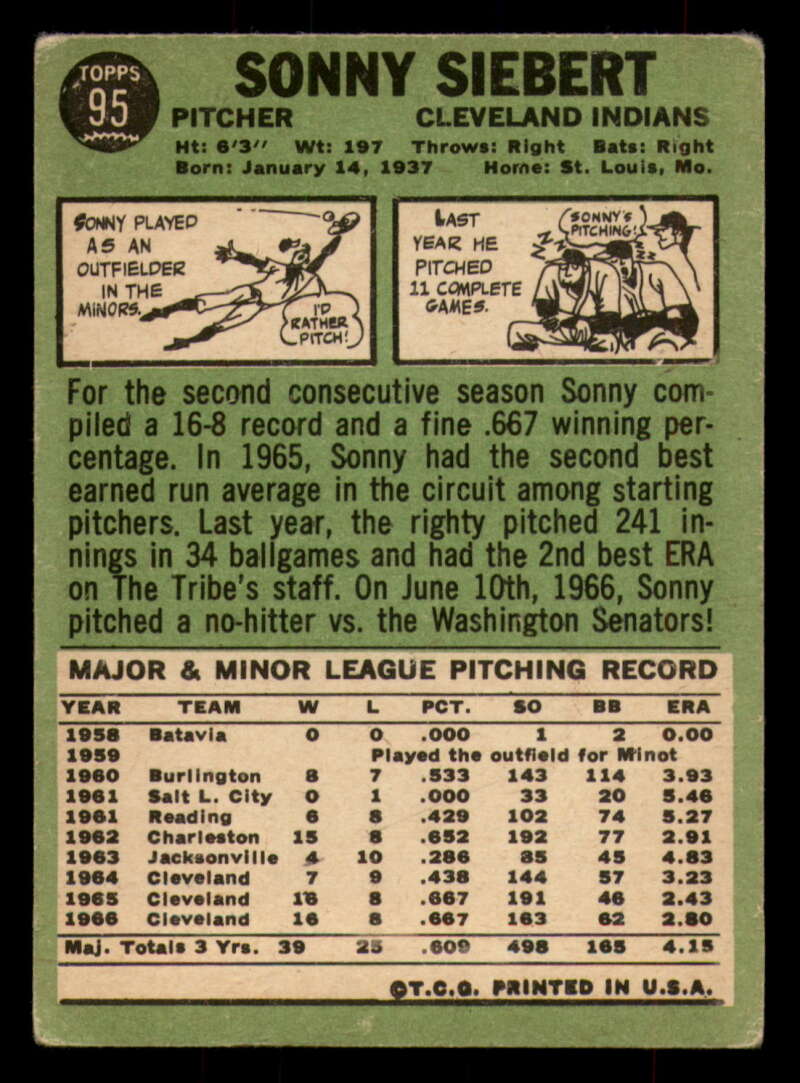 TOPPS
95
SONNY SIEBERT
PITCHER CLEVELAND INDIANS
Ht: 6'3" Wt: 197 Throws: Right Bats: Right
Born: January 14, 1937 Home: St. Louis, Mo.
SONNY PLAYED
AS AN
OUTFIELDER
IN THE
MINORS.
I'D
RATHER
PITCH!
LAST
YEAR HE
PITCHED
11 COMPLETE
GAMES.
SONNY'S
PITCHING!
ZZZ
ZZZ
For the second consecutive season Sonny com-
piled a 16-8 record and a fine .667 winning per-
centage. In 1965, Sonny had the second best
earned run average in the circuit among starting
pitchers. Last year, the righty pitched 241 in-
nings in 34 ballgames and had the 2nd best ERA
on The Tribe's staff. On June 10th, 1966, Sonny
pitched a no-hitter vs. the Washington Senators!
MAJOR & MINOR LEAGUE PITCHING RECORD
YEAR TEAM W L PCT. SO BB ERA
1958 Batavia 0 0 .000 1 2 0.00
1959 Played the outfield for Minot
1960 Burlington 8 7 .533 143 114 3.93
1961 Salt L. City 0 1 .000 33 20 5.46
1961 Reading 6 8 .429 102 74 5.27
1962 Charleston 15 8 .652 192 77 2.91
1963 Jacksonville 4 10 .286 85 45 4.83
1964 Cleveland 7 9 .438 144 57 3.23
1965 Cleveland 16 8 .667 191 46 2.43
1966 Cleveland 16 8 .667 163 62 2.80
Maj. Totals 3 Yrs. 39 25 .609 498 165 4.15
©T.C.G. PRINTED IN U.S.A.